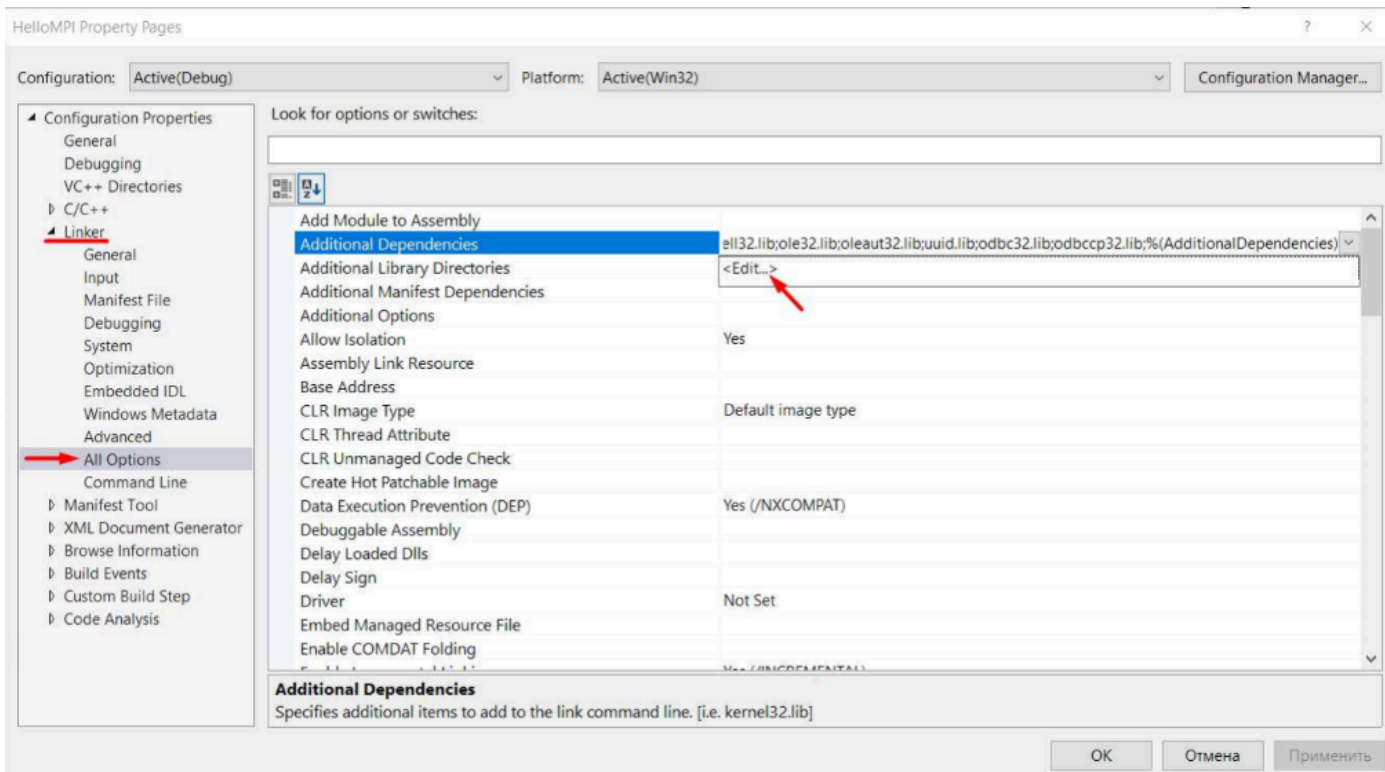 HelloMPI Property Pages
?
Configuration: Active(Debug) Platform: Active(Win32) Configuration Manager...
Configuration Properties
General
Debugging
VC++ Directories
C/C++
Linker
General
Input
Manifest File
Debugging
System
Optimization
Embedded IDL
Windows Metadata
Advanced
All Options
Command Line
Manifest Tool
XML Document Generator
Browse Information
Build Events
Custom Build Step
Code Analysis
Look for options or switches:
Add Module to Assembly
Additional Dependencies ell32.lib;ole32.lib;oleaut32.lib;uuid.lib;odbc32.lib;odbccp32.lib;%(AdditionalDependencies)
Additional Library Directories <Edit...>
Additional Manifest Dependencies
Additional Options
Allow Isolation Yes
Assembly Link Resource
Base Address
CLR Image Type Default image type
CLR Thread Attribute
CLR Unmanaged Code Check
Create Hot Patchable Image
Data Execution Prevention (DEP) Yes (/NXCOMPAT)
Debuggable Assembly
Delay Loaded Dlls
Delay Sign
Driver Not Set
Embed Managed Resource File
Enable COMDAT Folding
Additional Dependencies
Specifies additional items to add to the link command line. [i.e. kernel32.lib]
OK Отмена Применить